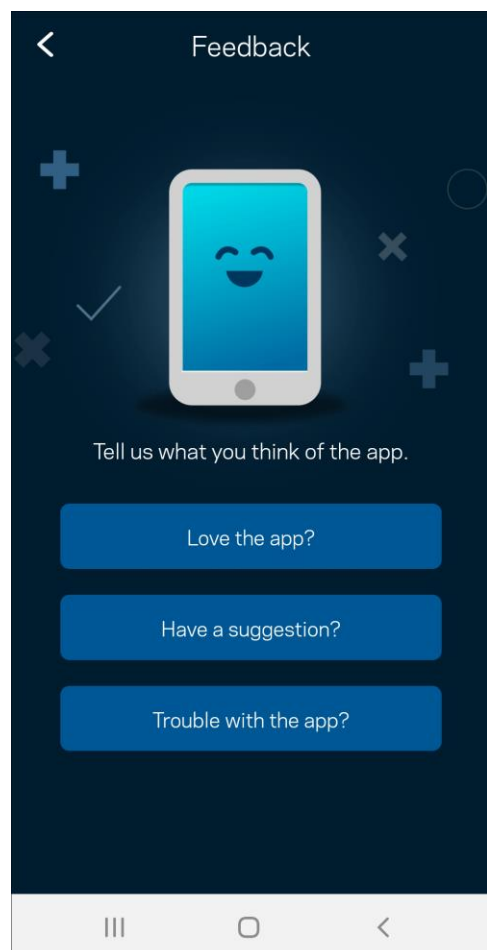 Feedback
Tell us what you think of the app.
Love the app?
Have a suggestion?
Trouble with the app?